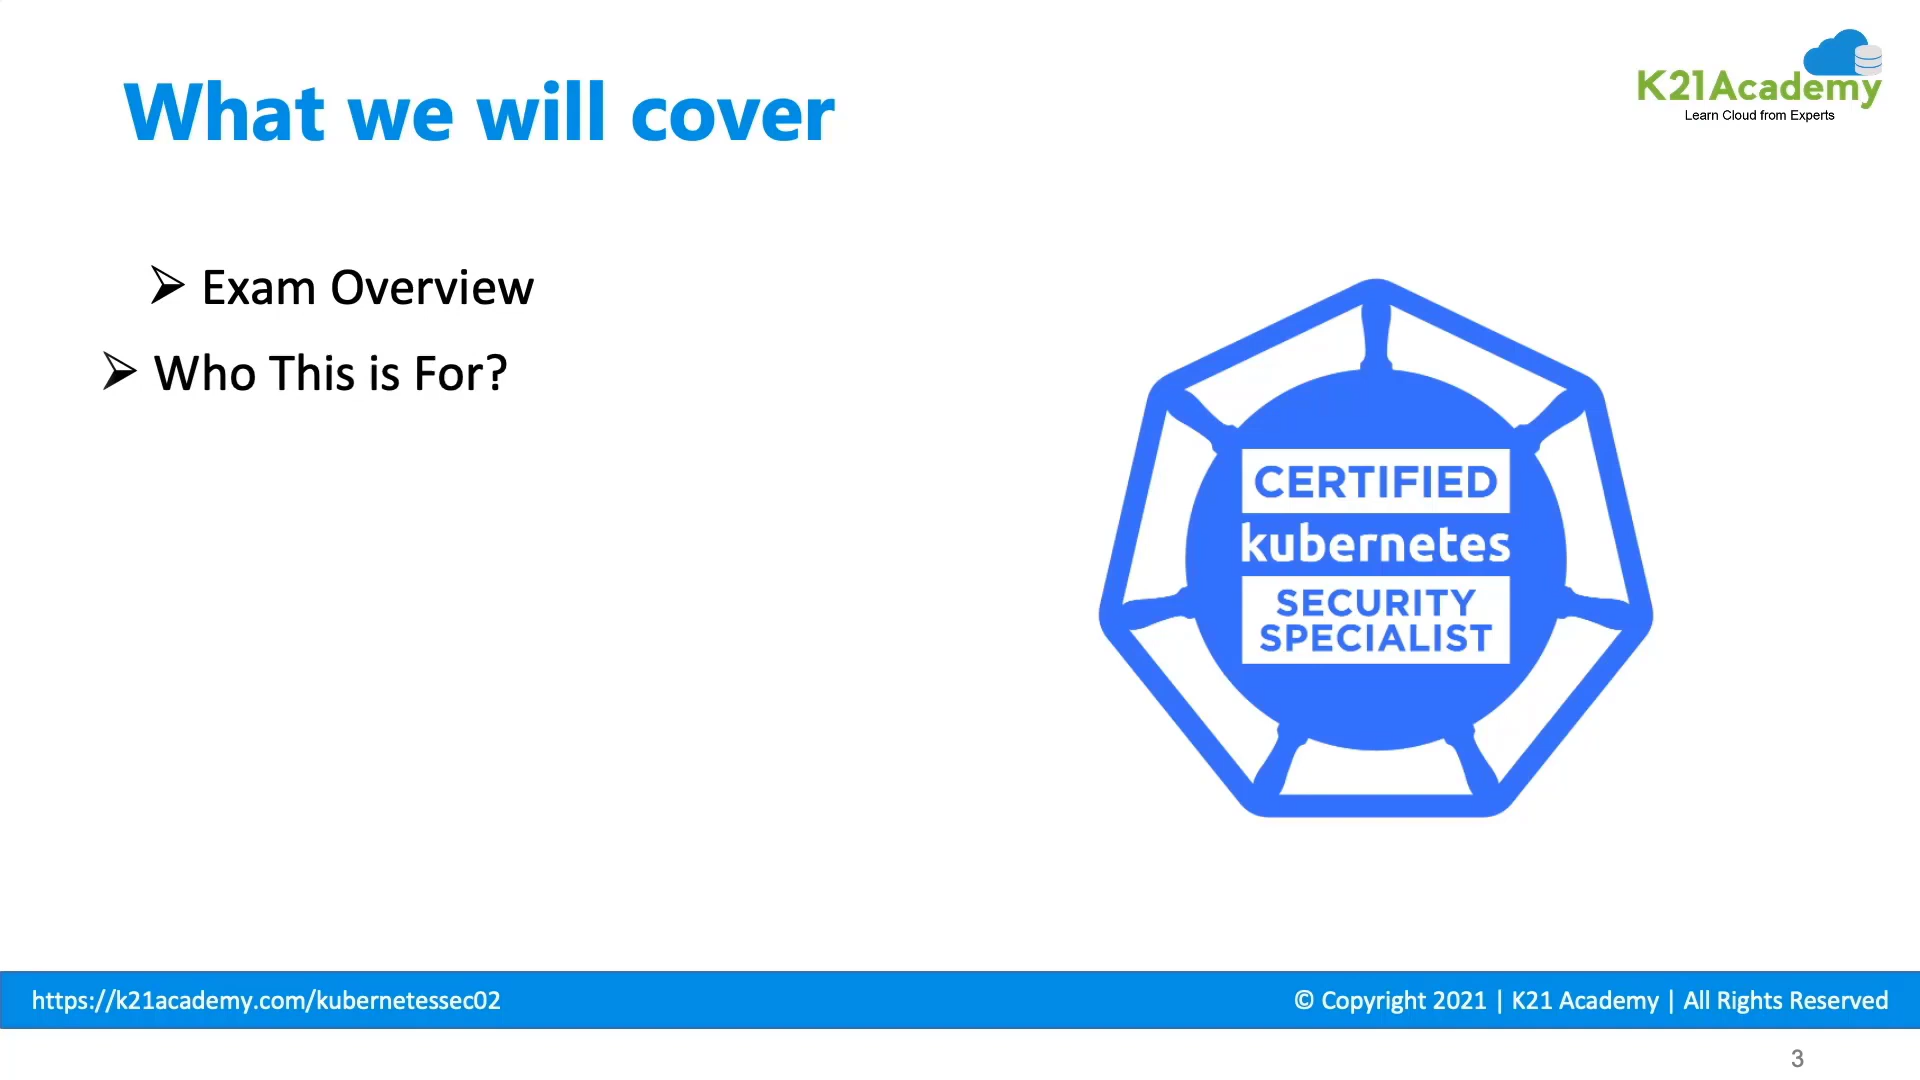 What we will cover
K21Academy
Learn Cloud from Experts
➢ Exam Overview
➢ Who This is For?
CERTIFIED
kubernetes
SECURITY
SPECIALIST
https://k21academy.com/kubernetessec02
© Copyright 2021 | K21 Academy | All Rights Reserved
3